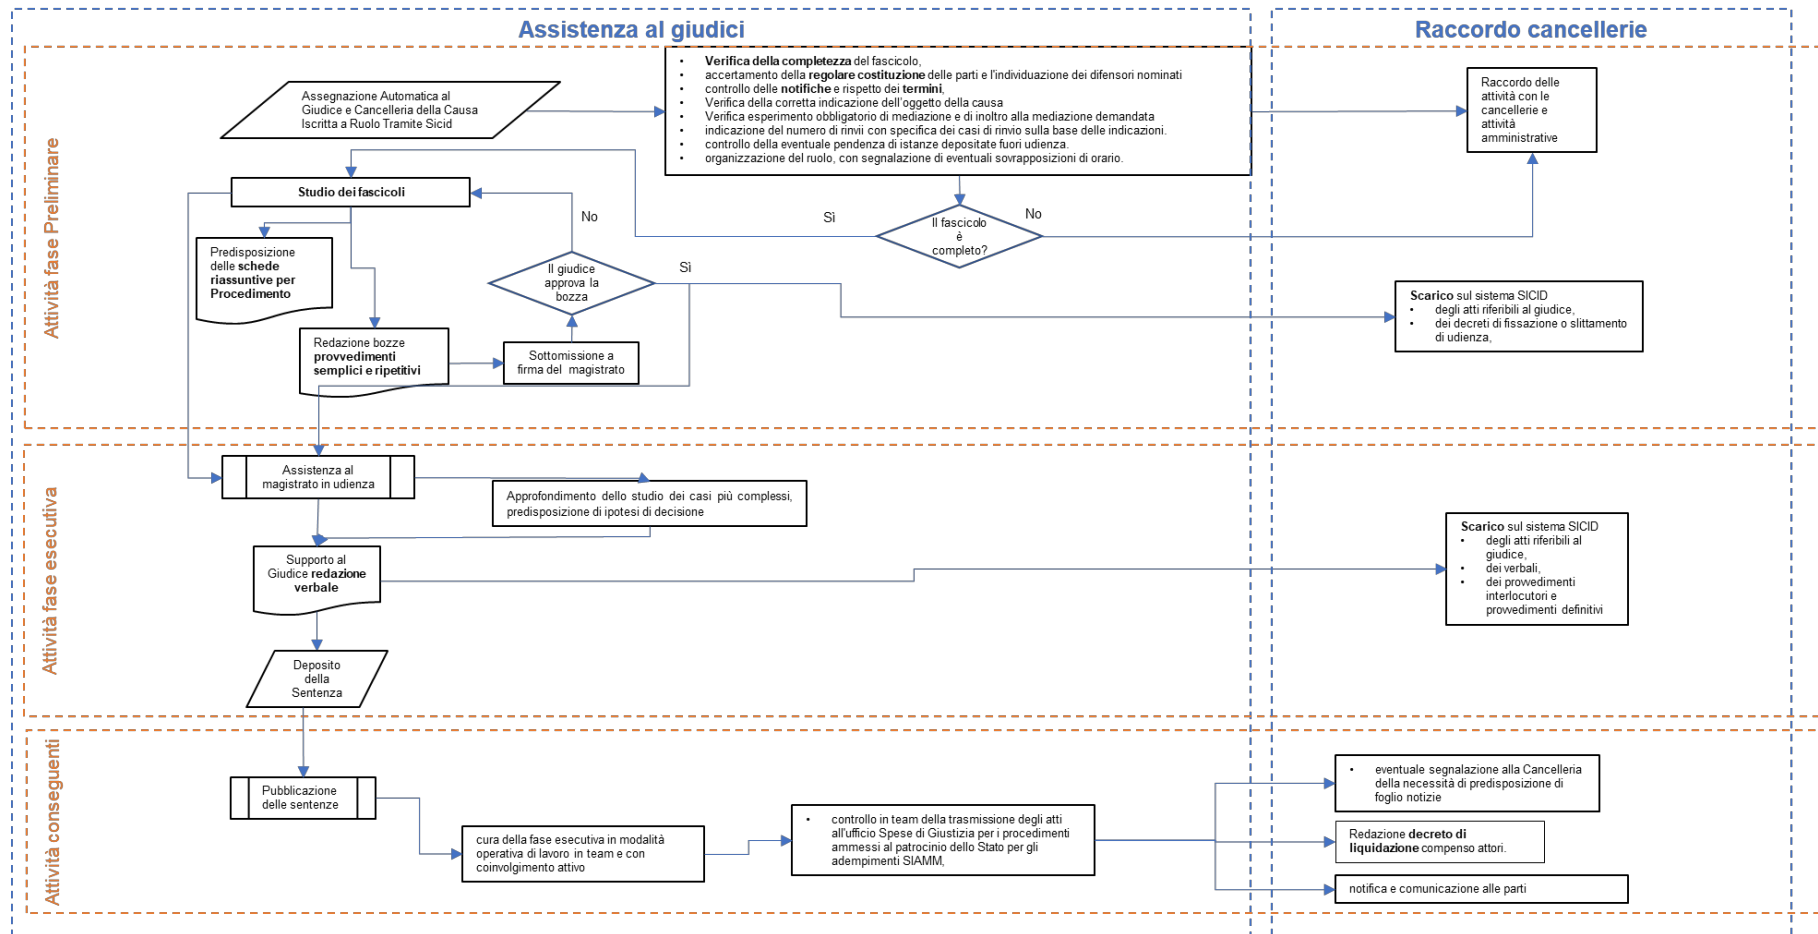 Assistenza al giudici
Raccordo cancellerie
Attività fase Preliminare
Assegnazione Automatica al
Giudice e Cancelleria della Causa
Iscritta a Ruolo Tramite Sicid
• Verifica della completezza del fascicolo,
• accertamento della regolare costituzione delle parti e l'individuazione dei difensori nominati
• controllo delle notifiche e rispetto dei termini,
• Verifica della corretta indicazione dell'oggetto della causa
• Verifica esperimento obbligatorio di mediazione e di inoltro alla mediazione demandata
• indicazione del numero di rinvii con specifica dei casi di rinvio sulla base delle indicazioni.
• controllo della eventuale pendenza di istanze depositate fuori udienza.
• organizzazione del ruolo, con segnalazione di eventuali sovrapposizioni di orario.
Raccordo delle
attività con le
cancellerie e
attività
amministrative
Studio dei fascicoli
No
Sì
Il fascicolo
è
completo?
No
Predisposizione
delle schede
riassuntive per
Procedimento
Il giudice
approva la
bozza
Sì
Scarico sul sistema SICID
• degli atti riferibili al giudice,
• dei decreti di fissazione o slittamento
di udienza,
Redazione bozze
provvedimenti
semplici e ripetitivi
Sottomissione a
firma del magistrato
Attività fase esecutiva
Assistenza al
magistrato in udienza
Approfondimento dello studio dei casi più complessi,
predisposizione di ipotesi di decisione
Supporto al
Giudice redazione
verbale
Scarico sul sistema SICID
• degli atti riferibili al
giudice,
• dei verbali,
• dei provvedimenti
interlocutori e
provvedimenti definitivi
Deposito
della
Sentenza
Attività conseguenti
Pubblicazione
delle sentenze
cura della fase esecutiva in modalità
operativa di lavoro in team e con
coinvolgimento attivo
• controllo in team della trasmissione degli atti
all'ufficio Spese di Giustizia per i procedimenti
ammessi al patrocinio dello Stato per gli
adempimenti SIAMM,
• eventuale segnalazione alla Cancelleria
della necessità di predisposizione di
foglio notizie
Redazione decreto di
liquidazione compenso attori.
notifica e comunicazione alle parti